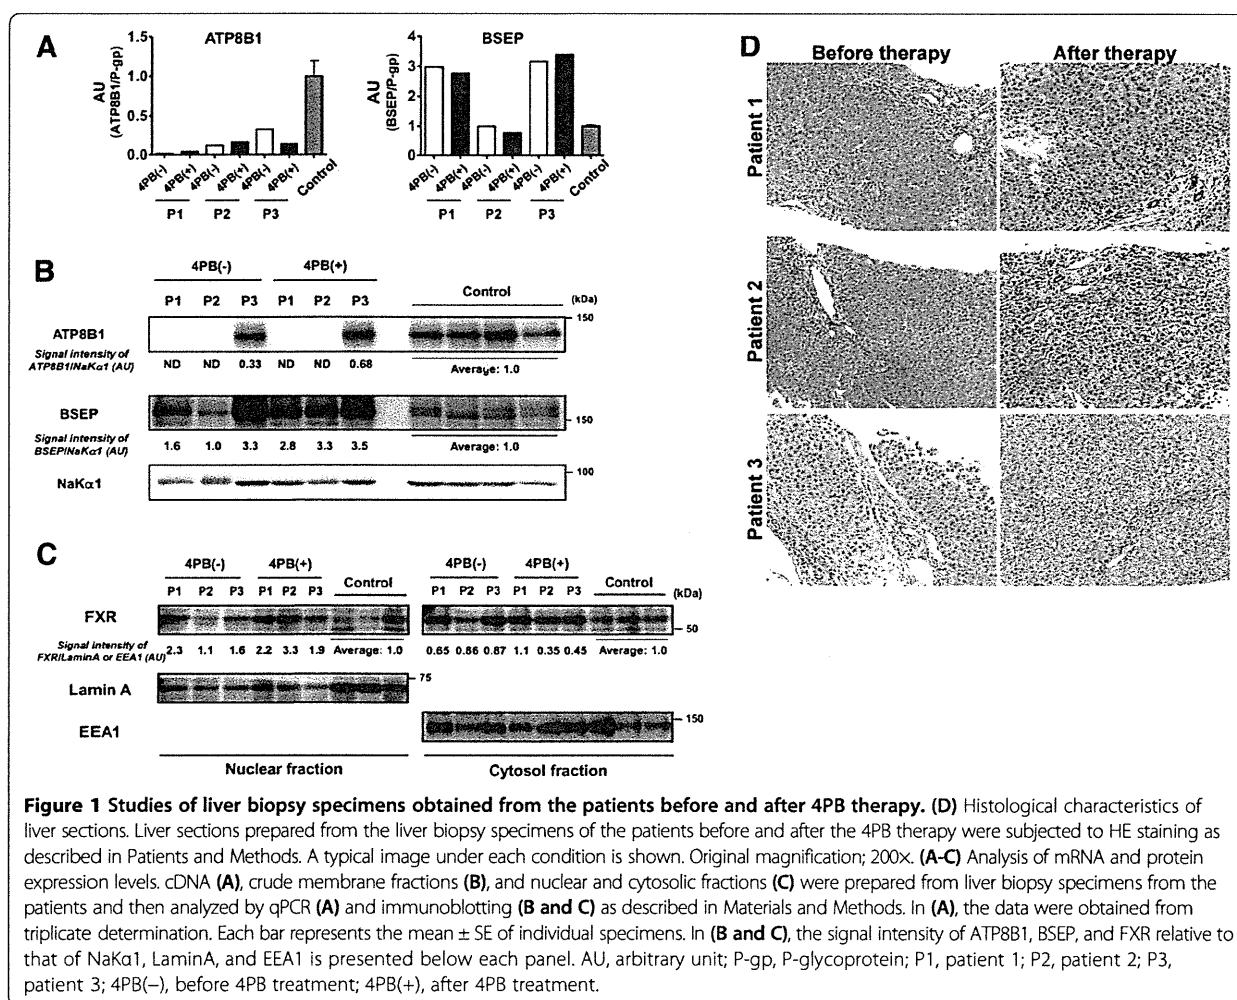 A
ATP8B1
AU
(ATP8B1/P-gp)
1.5
1.0
0.5
0.0
4PB(-)
4PB(+)
4PB(-)
4PB(+)
4PB(-)
4PB(+)
Control
P1 P2 P3
BSEP
AU
(BSEP/P-gp)
4
3
2
1
0
4PB(-)
4PB(+)
4PB(-)
4PB(+)
4PB(-)
4PB(+)
Control
P1 P2 P3
B
4PB(-) 4PB(+)
Control
P1 P2 P3 P1 P2 P3
(kDa)
ATP8B1
150
Signal intensity of
ATP8B1/NaKα1 (AU)
ND ND 0.33 ND ND 0.68 Average: 1.0
BSEP
150
Signal intensity of
BSEP/NaKα1 (AU)
1.6 1.0 3.3 2.8 3.3 3.5 Average: 1.0
NaKα1
100
C
4PB(-) 4PB(+) Control 4PB(-) 4PB(+) Control
P1 P2 P3 P1 P2 P3 P1 P2 P3 P1 P2 P3 (kDa)
FXR
50
Signal intensity of
FXR/LaminA or EEA1 (AU)
2.3 1.1 1.6 2.2 3.3 1.9 Average: 1.0 0.65 0.86 0.87 1.1 0.35 0.45 Average: 1.0
Lamin A
75
EEA1
150
Nuclear fraction Cytosol fraction
D
Before therapy After therapy
Patient 1
Patient 2
Patient 3
Figure 1 Studies of liver biopsy specimens obtained from the patients before and after 4PB therapy. (D) Histological characteristics of
liver sections. Liver sections prepared from the liver biopsy specimens of the patients before and after the 4PB therapy were subjected to HE staining as
described in Patients and Methods. A typical image under each condition is shown. Original magnification; 200×. (A-C) Analysis of mRNA and protein
expression levels. cDNA (A), crude membrane fractions (B), and nuclear and cytosolic fractions (C) were prepared from liver biopsy specimens from the
patients and then analyzed by qPCR (A) and immunoblotting (B and C) as described in Materials and Methods. In (A), the data were obtained from
triplicate determination. Each bar represents the mean ± SE of individual specimens. In (B and C), the signal intensity of ATP8B1, BSEP, and FXR relative to
that of NaKα1, LaminA, and EEA1 is presented below each panel. AU, arbitrary unit; P-gp, P-glycoprotein; P1, patient 1; P2, patient 2; P3,
patient 3; 4PB(−), before 4PB treatment; 4PB(+), after 4PB treatment.